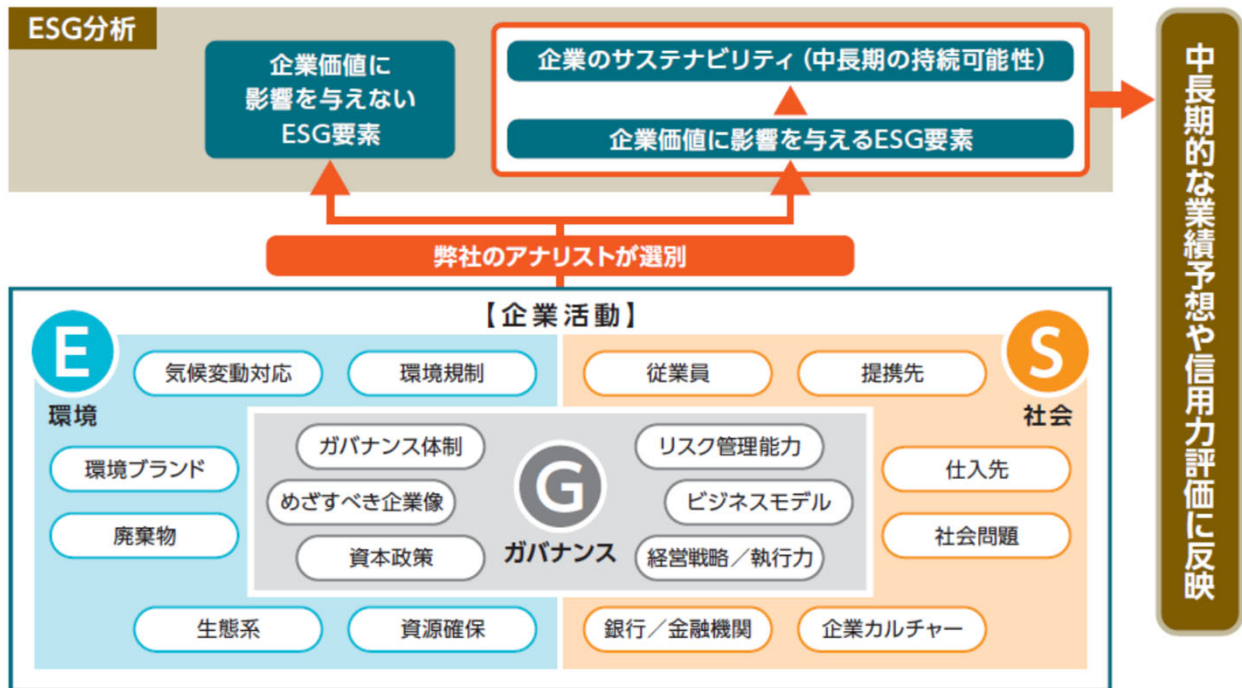 ESG分析
企業価値に
影響を与えない
ESG要素
企業のサステナビリティ（中長期の持続可能性）
企業価値に影響を与えるESG要素
中長期的な業績予想や信用力評価に反映
弊社のアナリストが選別
【企業活動】
E
環境
気候変動対応
環境規制
環境ブランド
廃棄物
生態系
資源確保
G
ガバナンス
ガバナンス体制
めざすべき企業像
資本政策
リスク管理能力
ビジネスモデル
経営戦略／執行力
S
社会
従業員
提携先
仕入先
社会問題
銀行／金融機関
企業カルチャー